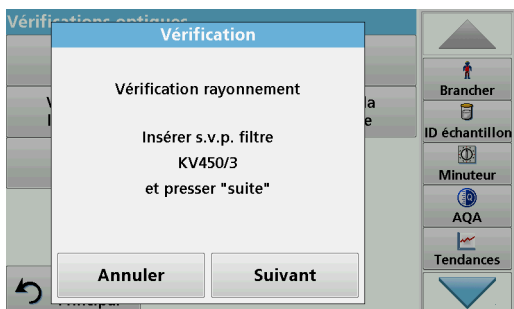 Vérifications optiques
Vérification
Vérification rayonnement
Insérer s.v.p. filtre
KV450/3
et presser "suite"
Annuler
Suivant
Principal
Brancher
ID échantillon
Minuteur
AQA
Tendances